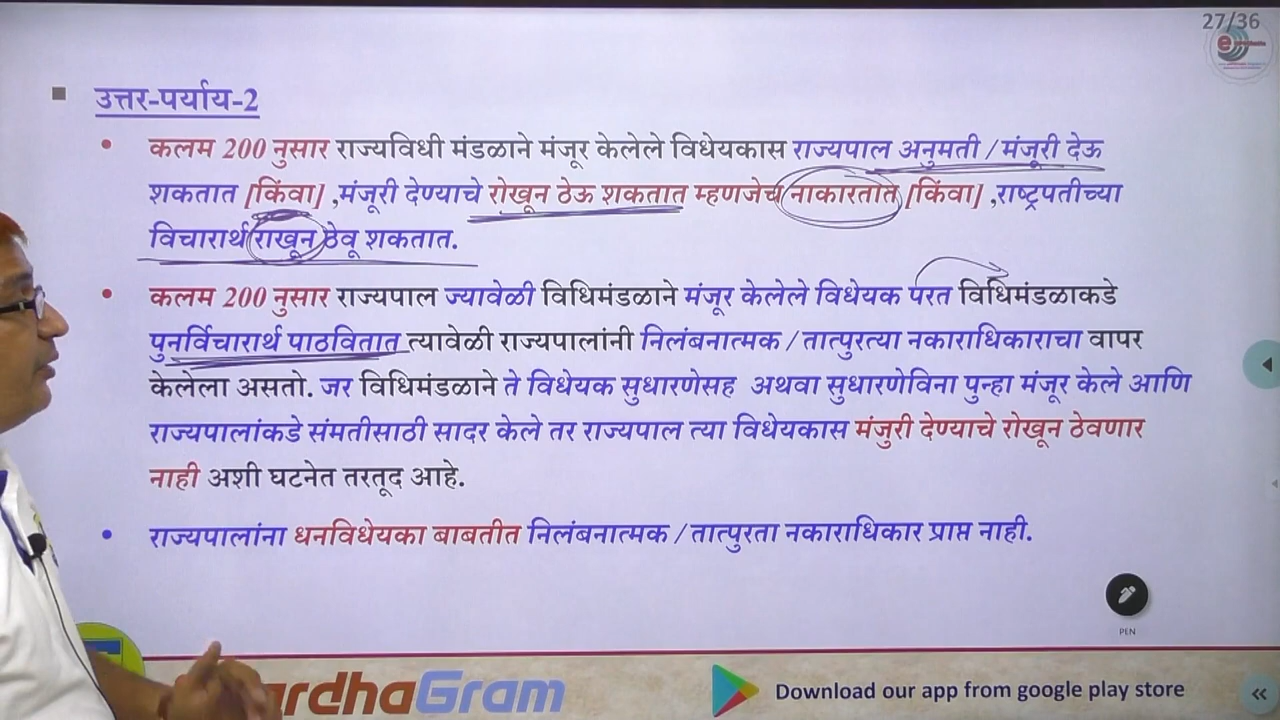 27/36
उत्तर-पर्याय-2
कलम 200 नुसार राज्यविधी मंडळाने मंजूर केलेले विधेयकास राज्यपाल अनुमती / मंजूरी देऊ
शकतात [किंवा] ,मंजूरी देण्याचे रोखून ठेऊ शकतात म्हणजेच नाकारतात [किंवा] ,राष्ट्रपतीच्या
विचारार्थ राखून ठेवू शकतात.
कलम 200 नुसार राज्यपाल ज्यावेळी विधिमंडळाने मंजूर केलेले विधेयक परत विधिमंडळाकडे
पुनर्विचारार्थ पाठवितात त्यावेळी राज्यपालांनी निलंबनात्मक / तात्पुरत्या नकाराधिकाराचा वापर
केलेला असतो. जर विधिमंडळाने ते विधेयक सुधारणेसह अथवा सुधारणेविना पुन्हा मंजूर केले आणि
राज्यपालांकडे संमतीसाठी सादर केले तर राज्यपाल त्या विधेयकास मंजुरी देण्याचे रोखून ठेवणार
नाही अशी घटनेत तरतूद आहे.
राज्यपालांना धनविधेयका बाबतीत निलंबनात्मक / तात्पुरता नकाराधिकार प्राप्त नाही.
PEN
ardhaGram
Download our app from google play store